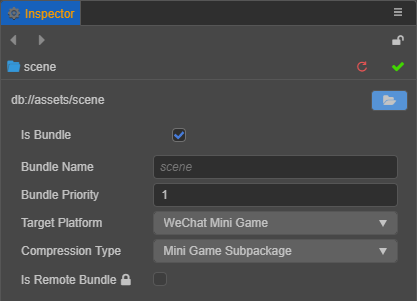 Inspector
scene
db://assets/scene
Is Bundle
Bundle Name scene
Bundle Priority 1
Target Platform WeChat Mini Game
Compression Type Mini Game Subpackage
Is Remote Bundle